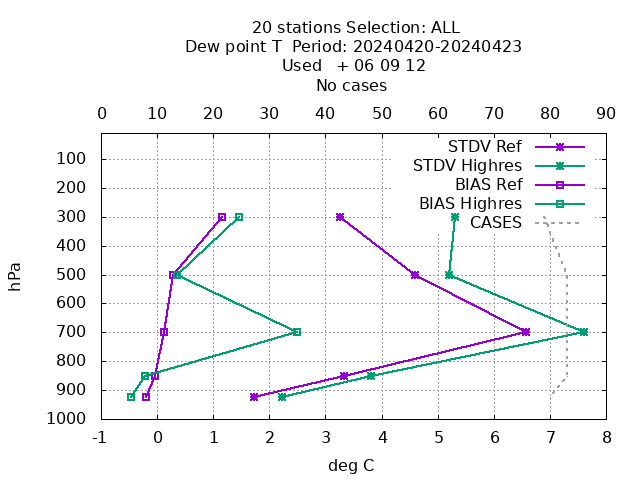 20 stations Selection: ALL
Dew point T  Period: 20240420-20240423
Used   + 06 09 12
No cases
0 10 20 30 40 50 60 70 80 90
STDV Ref
STDV Highres
BIAS Ref
BIAS Highres
CASES
100
200
300
400
500
600
700
800
900
1000
hPa
-1 0 1 2 3 4 5 6 7 8
deg C